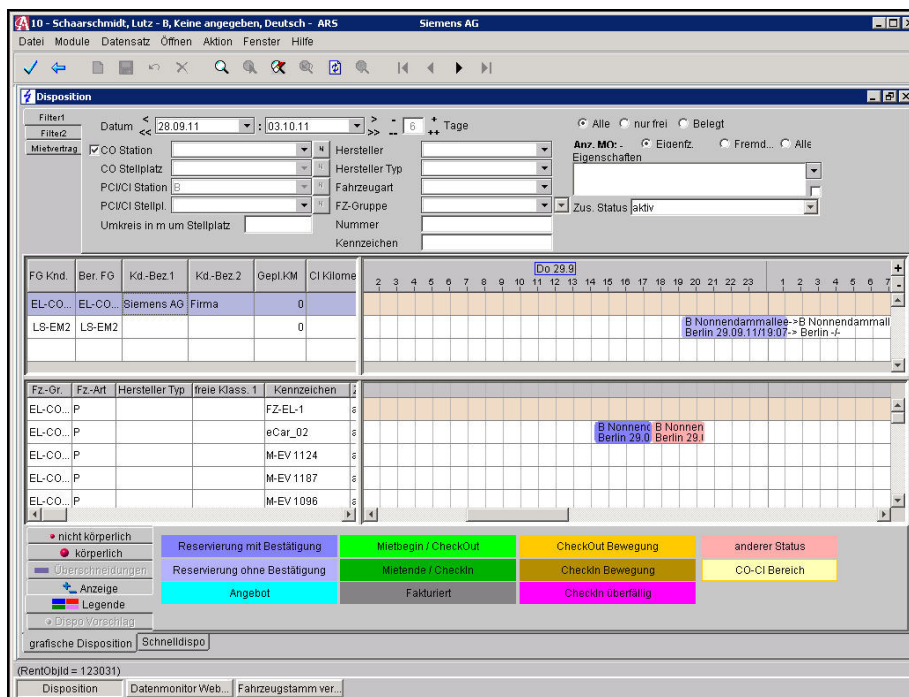 10 - Schaarschmidt, Lutz - B, Keine angegeben, Deutsch - ARS Siemens AG
Datei Module Datensatz Öffnen Aktion Fenster Hilfe
Disposition
Filter1
Filter2
Mietvertrag
Datum < << 28.09.11 : 03.10.11 > >> - -- 6 + ++ Tage
Alle nur frei Belegt
Anz. MO: - Eigenfz. Fremd... Alle
CO Station N Hersteller
Eigenschaften
CO Stellplatz N Hersteller Typ
PCI/CI Station B N Fahrzeugart
PCI/CI Stellpl. N FZ-Gruppe
Zus. Status aktiv
Umkreis in m um Stellplatz Nummer
Kennzeichen
FG Knd. Ber. FG Kd.-Bez.1 Kd.-Bez.2 Gepl.KM CI Kilome
Do 29.9
2 3 4 5 6 7 8 9 10 11 12 13 14 15 16 17 18 19 20 21 22 23 1 2 3 4 5 6 7
+
-
EL-CO... EL-CO... Siemens AG Firma 0
LS-EM2 LS-EM2 0
B Nonnendammallee->B Nonnendammall
Berlin 29.09.11/19:07-> Berlin -/-
Fz.-Gr. Fz.-Art Hersteller Typ freie Klass. 1 Kennzeichen Z
EL-CO... P FZ-EL-1 a
EL-CO... P eCar_02 a
B Nonnend B Nonnen
Berlin 29.0 Berlin 29.
EL-CO... P M-EV 1124 a
EL-CO... P M-EV 1187 a
EL-CO... P M-EV 1096 a
nicht körperlich
körperlich
Überschneidungen
Anzeige
Legende
Dispo Vorschlag
Reservierung mit Bestätigung Mietbegin / CheckOut CheckOut Bewegung anderer Status
Reservierung ohne Bestätigung Mietende / CheckIn CheckIn Bewegung CO-CI Bereich
Angebot Fakturiert CheckIn überfällig
grafische Disposition Schnelldispo
(RentObjId = 123031)
Disposition Datenmonitor Web... Fahrzeugstamm ver...